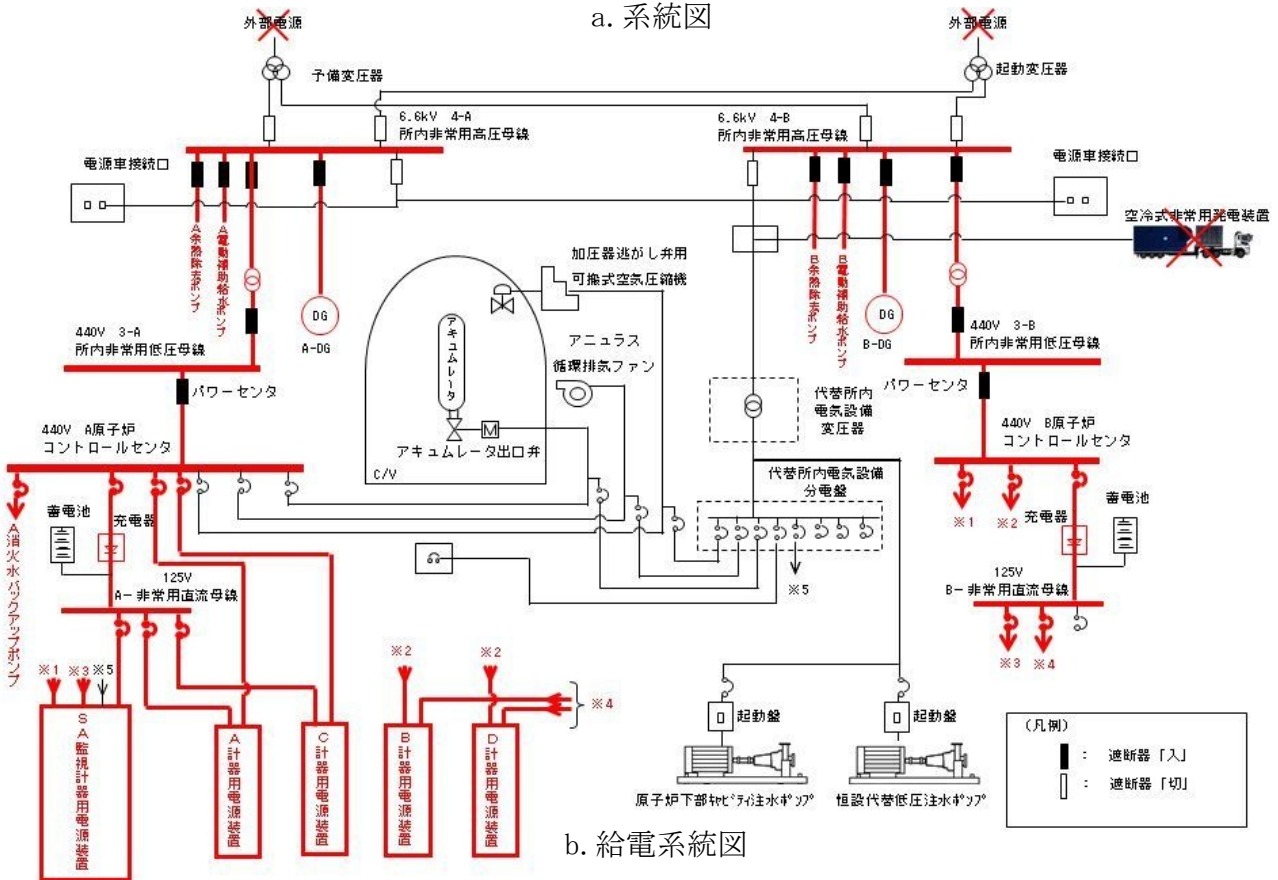 a. 系統図
外部電源
外部電源
予備変圧器
起動変圧器
6.6kV 4-A
所内非常用高圧母線
6.6kV 4-B
所内非常用高圧母線
電源車接続口
電源車接続口
空冷式非常用発電装置
A余熱除去ポンプ
A電動補助給水ポンプ
DG
A-DG
B余熱除去ポンプ
B電動補助給水ポンプ
DG
B-DG
加圧器逃がし弁用
可搬式空気圧縮機
アキュムレータ
アニュラス
循環排気ファン
M
アキュムレータ出口弁
C/V
440V 3-A
所内非常用低圧母線
パワーセンタ
440V 3-B
所内非常用低圧母線
パワーセンタ
代替所内
電気設備
変圧器
440V A原子炉
コントロールセンタ
440V B原子炉
コントロールセンタ
代替所内電気設備
分電盤
A消火水バックアップポンプ
蓄電池
充電器
125V
A-非常用直流母線
※5
※1
※2
充電器
蓄電池
125V
B-非常用直流母線
※3
※4
※1
※3
※5
※2
※2
※4
SA監視計器用電源装置
A計器用電源装置
C計器用電源装置
B計器用電源装置
D計器用電源装置
起動盤
起動盤
原子炉下部ｷｬﾋﾞﾃｨ注水ﾎﾟﾝﾌﾟ
恒設代替低圧注水ﾎﾟﾝﾌﾟ
(凡例)
： 遮断器「入」
： 遮断器「切」
b. 給電系統図